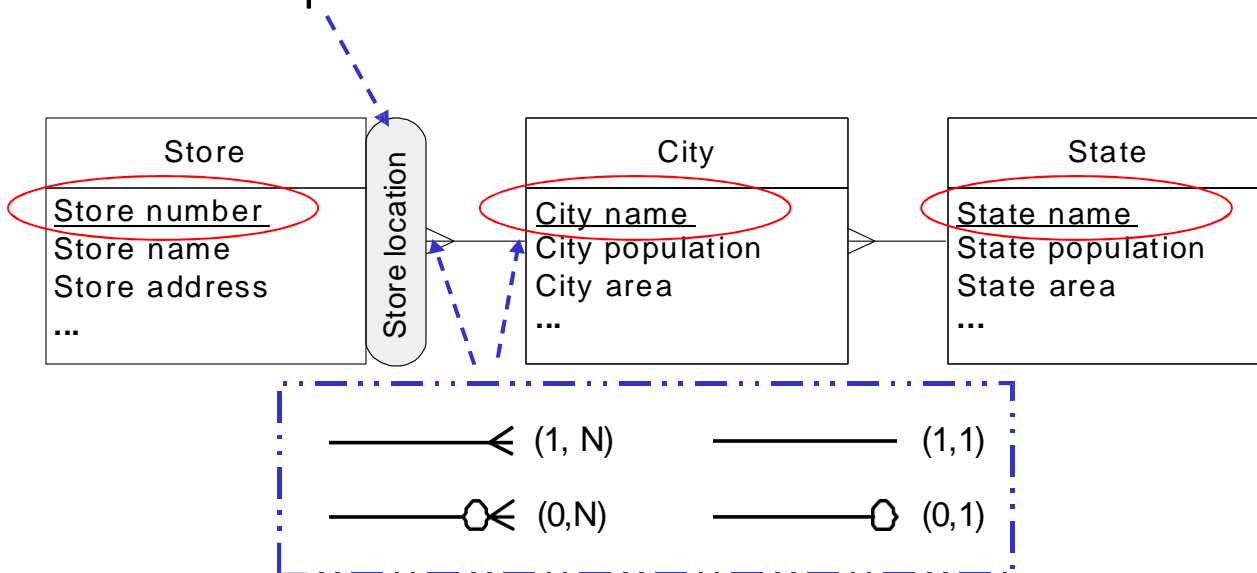 Store
Store number
Store name
Store address
...
Store location
City
City name
City population
City area
...
State
State name
State population
State area
...
(1, N)
(1,1)
(0,N)
(0,1)